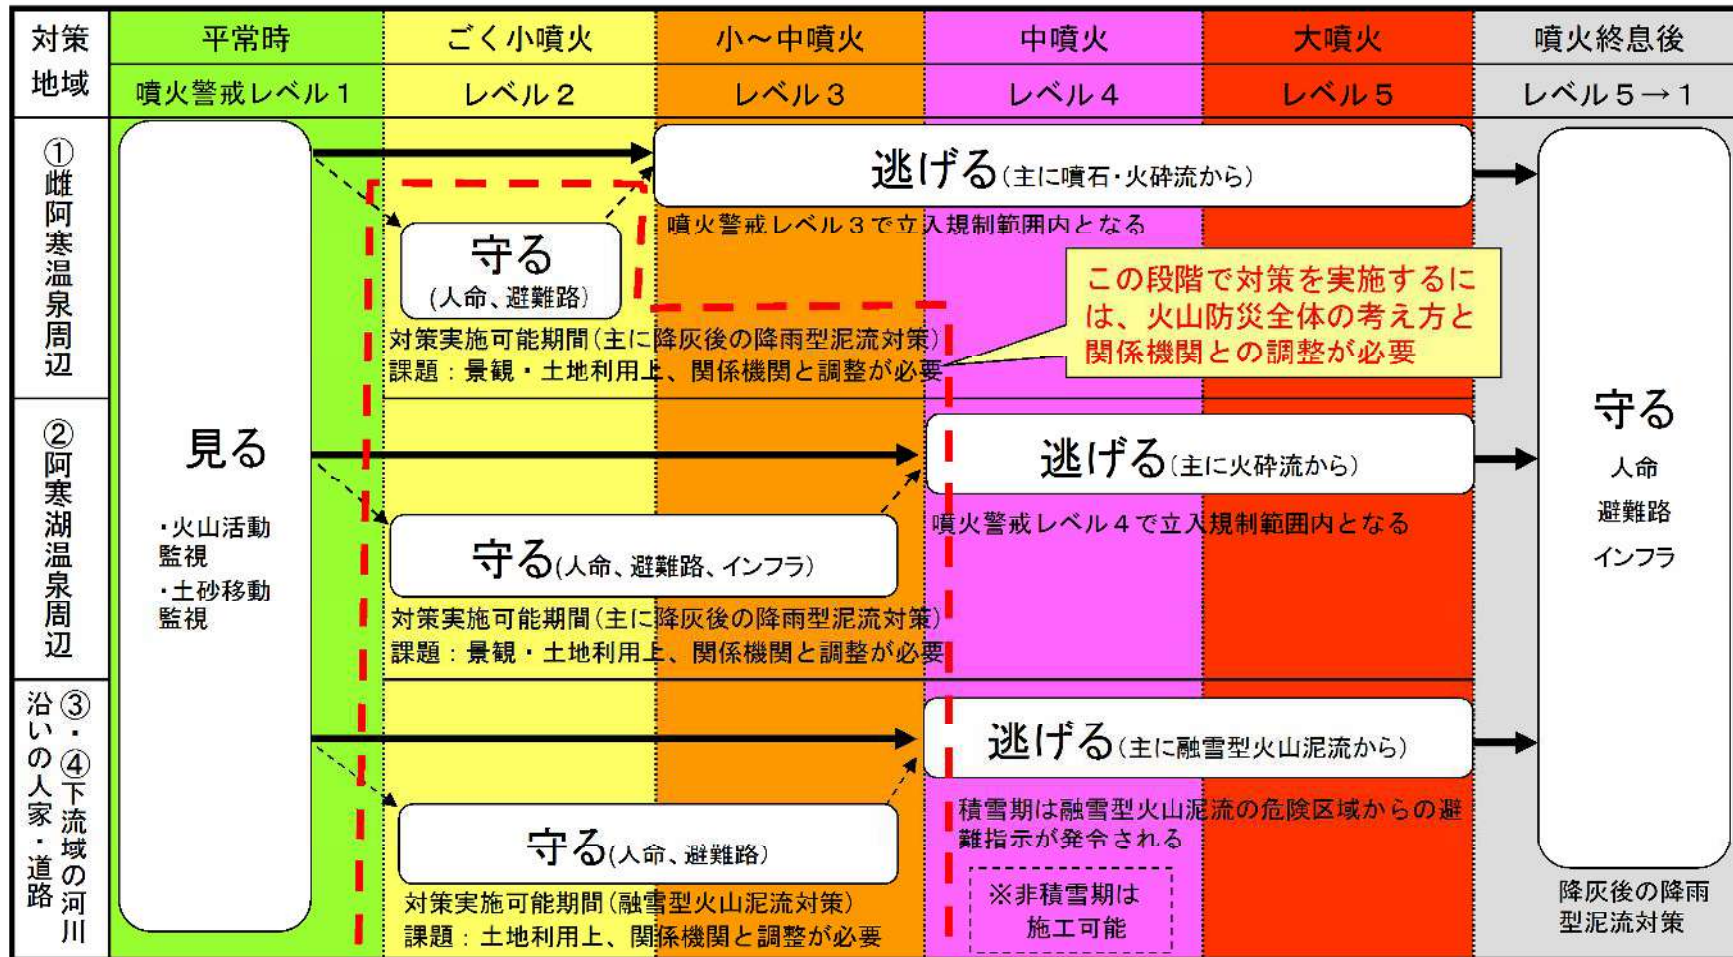 対策
地域
平常時
ごく小噴火
小～中噴火
中噴火
大噴火
噴火終息後
噴火警戒レベル１
レベル２
レベル３
レベル４
レベル５
レベル５→１
①雌阿寒温泉周辺
②阿寒湖温泉周辺
③・④下流域の河川
沿いの人家・道路
見る
・火山活動
監視
・土砂移動
監視
逃げる(主に噴石・火砕流から)
噴火警戒レベル３で立入規制範囲内となる
守る
(人命、避難路)
対策実施可能期間(主に降灰後の降雨型泥流対策)
課題：景観・土地利用上、関係機関と調整が必要
この段階で対策を実施するに
は、火山防災全体の考え方と
関係機関との調整が必要
逃げる(主に火砕流から)
噴火警戒レベル４で立入規制範囲内となる
守る(人命、避難路、インフラ)
対策実施可能期間(主に降灰後の降雨型泥流対策)
課題：景観・土地利用上、関係機関と調整が必要
逃げる(主に融雪型火山泥流から)
積雪期は融雪型火山泥流の危険区域からの避
難指示が発令される
※非積雪期は
施工可能
守る(人命、避難路)
対策実施可能期間(融雪型火山泥流対策)
課題：土地利用上、関係機関と調整が必要
守る
人命
避難路
インフラ
降灰後の降雨
型泥流対策